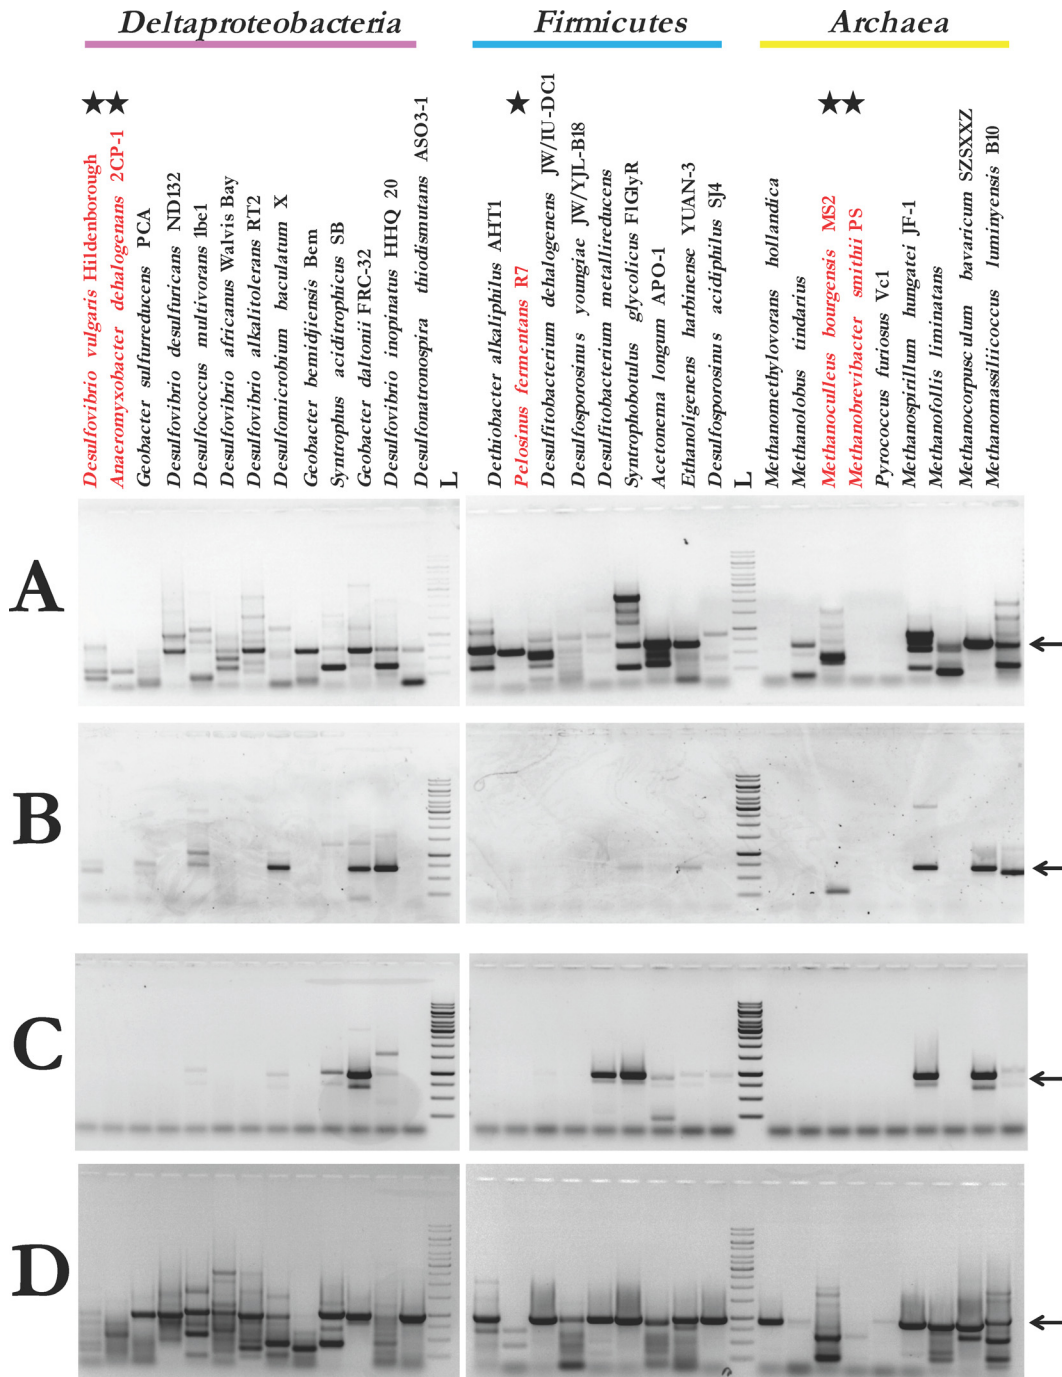 Deltaproteobacteria
Firmicutes
Archaea
Desulfovibrio vulgaris Hildenborough
Anaeromyxobacter dehalogenans 2CP-1
Geobacter sulfurreducens PCA
Desulfovibrio desulfuricans ND132
Desulfococcus multivorans 1be1
Desulfovibrio africanus Walvis Bay
Desulfovibrio alkalitolerans RT2
Desulfomicrobium baculatum X
Geobacter bemidjiensis Bem
Syntrophus aciditrophicus SB
Geobacter daltonii FRC-32
Desulfovibrio inopinatus HHQ 20
Desulfonatronospira thiodismutans ASO3-1
L
Dethiobacter alkaliphilus AHT1
Pelosinus fermentans R7
Desulfitobacterium dehalogenens JW/IU-DC1
Desulfosporosinus youngiae JW/YJL-B18
Desulfitobacterium metallireducens
Syntrophobotulus glycolicus FlGlyR
Acetonema longum APO-1
Ethanoligenens harbinense YUAN-3
Desulfosporosinus acidiphilus SJ4
L
Methanomethylovorans hollandica
Methanolobus tindarius
Methanoculleus bourgensis MS2
Methanobrevibacter smithii PS
Pyrococcus furiosus Vc1
Methanospirillum hungatei JF-1
Methanofollis liminatans
Methanocorpusculum bavaricum SZSXXZ
Methanomassiliicoccus luminyensis B10
A
B
C
D